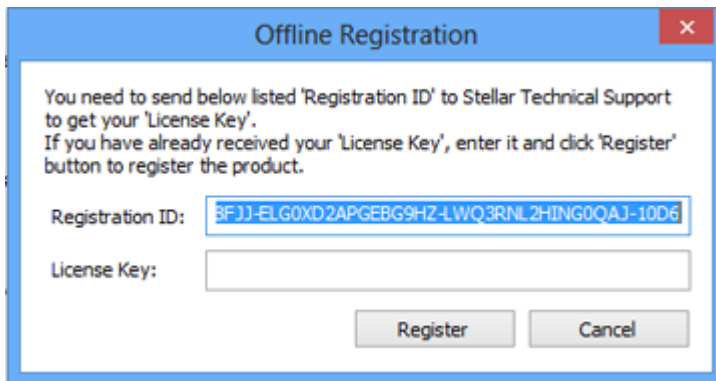 Offline Registration
You need to send below listed 'Registration ID' to Stellar Technical Support
to get your 'License Key'.
If you have already received your 'License Key', enter it and click 'Register'
button to register the product.
Registration ID: BFJJ-ELG0XD2APGEBG9HZ-LWQ3RNL2HING0QAJ-10D6
License Key:
Register Cancel